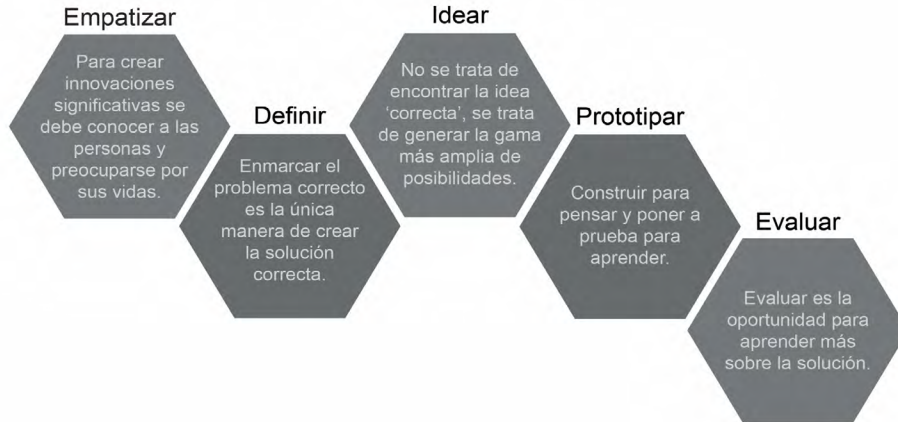 Empatizar
Para crear
innovaciones
significativas se
debe conocer a las
personas y
preocuparse por
sus vidas.
Definir
Enmarcar el
problema correcto
es la única
manera de crear
la solución
correcta.
Idear
No se trata de
encontrar la idea
‘correcta’, se trata
de generar la gama
más amplia de
posibilidades.
Prototipar
Construir para
pensar y poner a
prueba para
aprender.
Evaluar
Evaluar es la
oportunidad para
aprender más
sobre la solución.